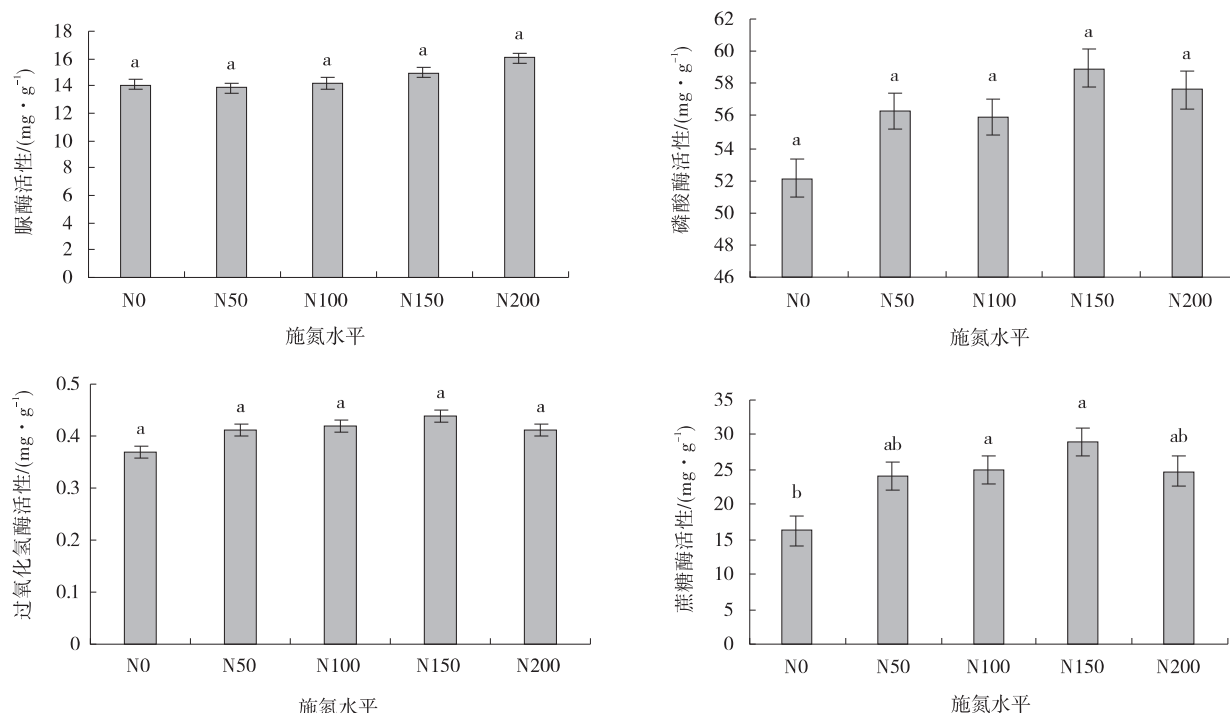 脲酶活性/(mg·g⁻¹)
18
16
14
12
10
8
6
4
2
0
a
a
a
a
a
N0
N50
N100
N150
N200
施氮水平
磷酸酶活性/(mg·g⁻¹)
62
60
58
56
54
52
50
48
46
a
a
a
a
a
N0
N50
N100
N150
N200
施氮水平
过氧化氢酶活性/(mg·g⁻¹)
0.5
0.4
0.3
0.2
0.1
0
a
a
a
a
a
N0
N50
N100
N150
N200
施氮水平
蔗糖酶活性/(mg·g⁻¹)
35
30
25
20
15
10
5
0
b
ab
a
a
ab
N0
N50
N100
N150
N200
施氮水平